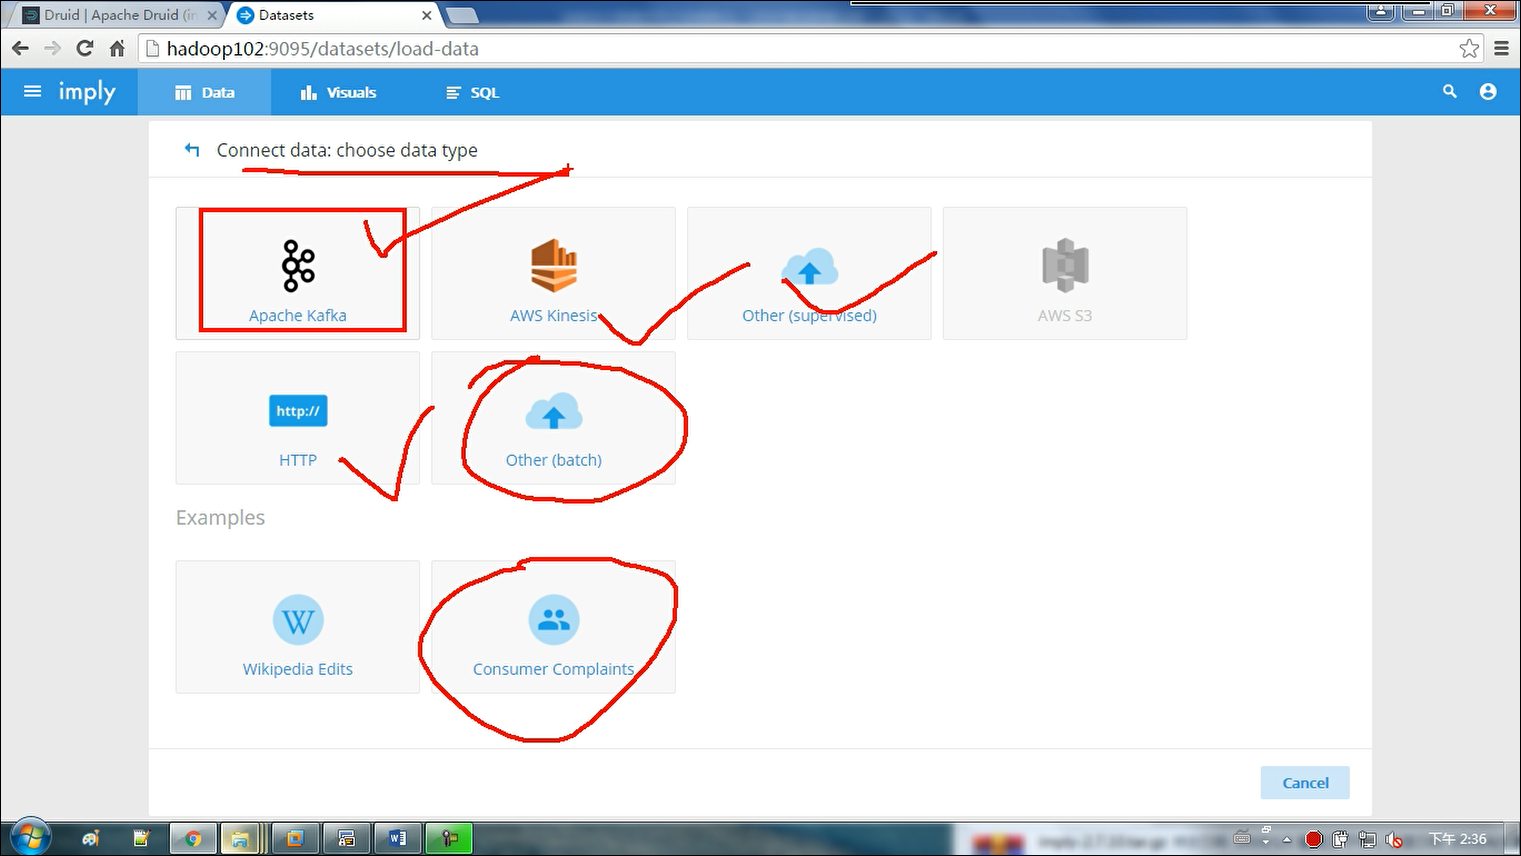 Druid | Apache Druid (in
Datasets
hadoop102:9095/datasets/load-data
imply
Data
Visuals
SQL
Connect data: choose data type
Apache Kafka
AWS Kinesis
Other (supervised)
AWS S3
http://
HTTP
Other (batch)
Examples
W
Wikipedia Edits
Consumer Complaints
Cancel
下午 2:36